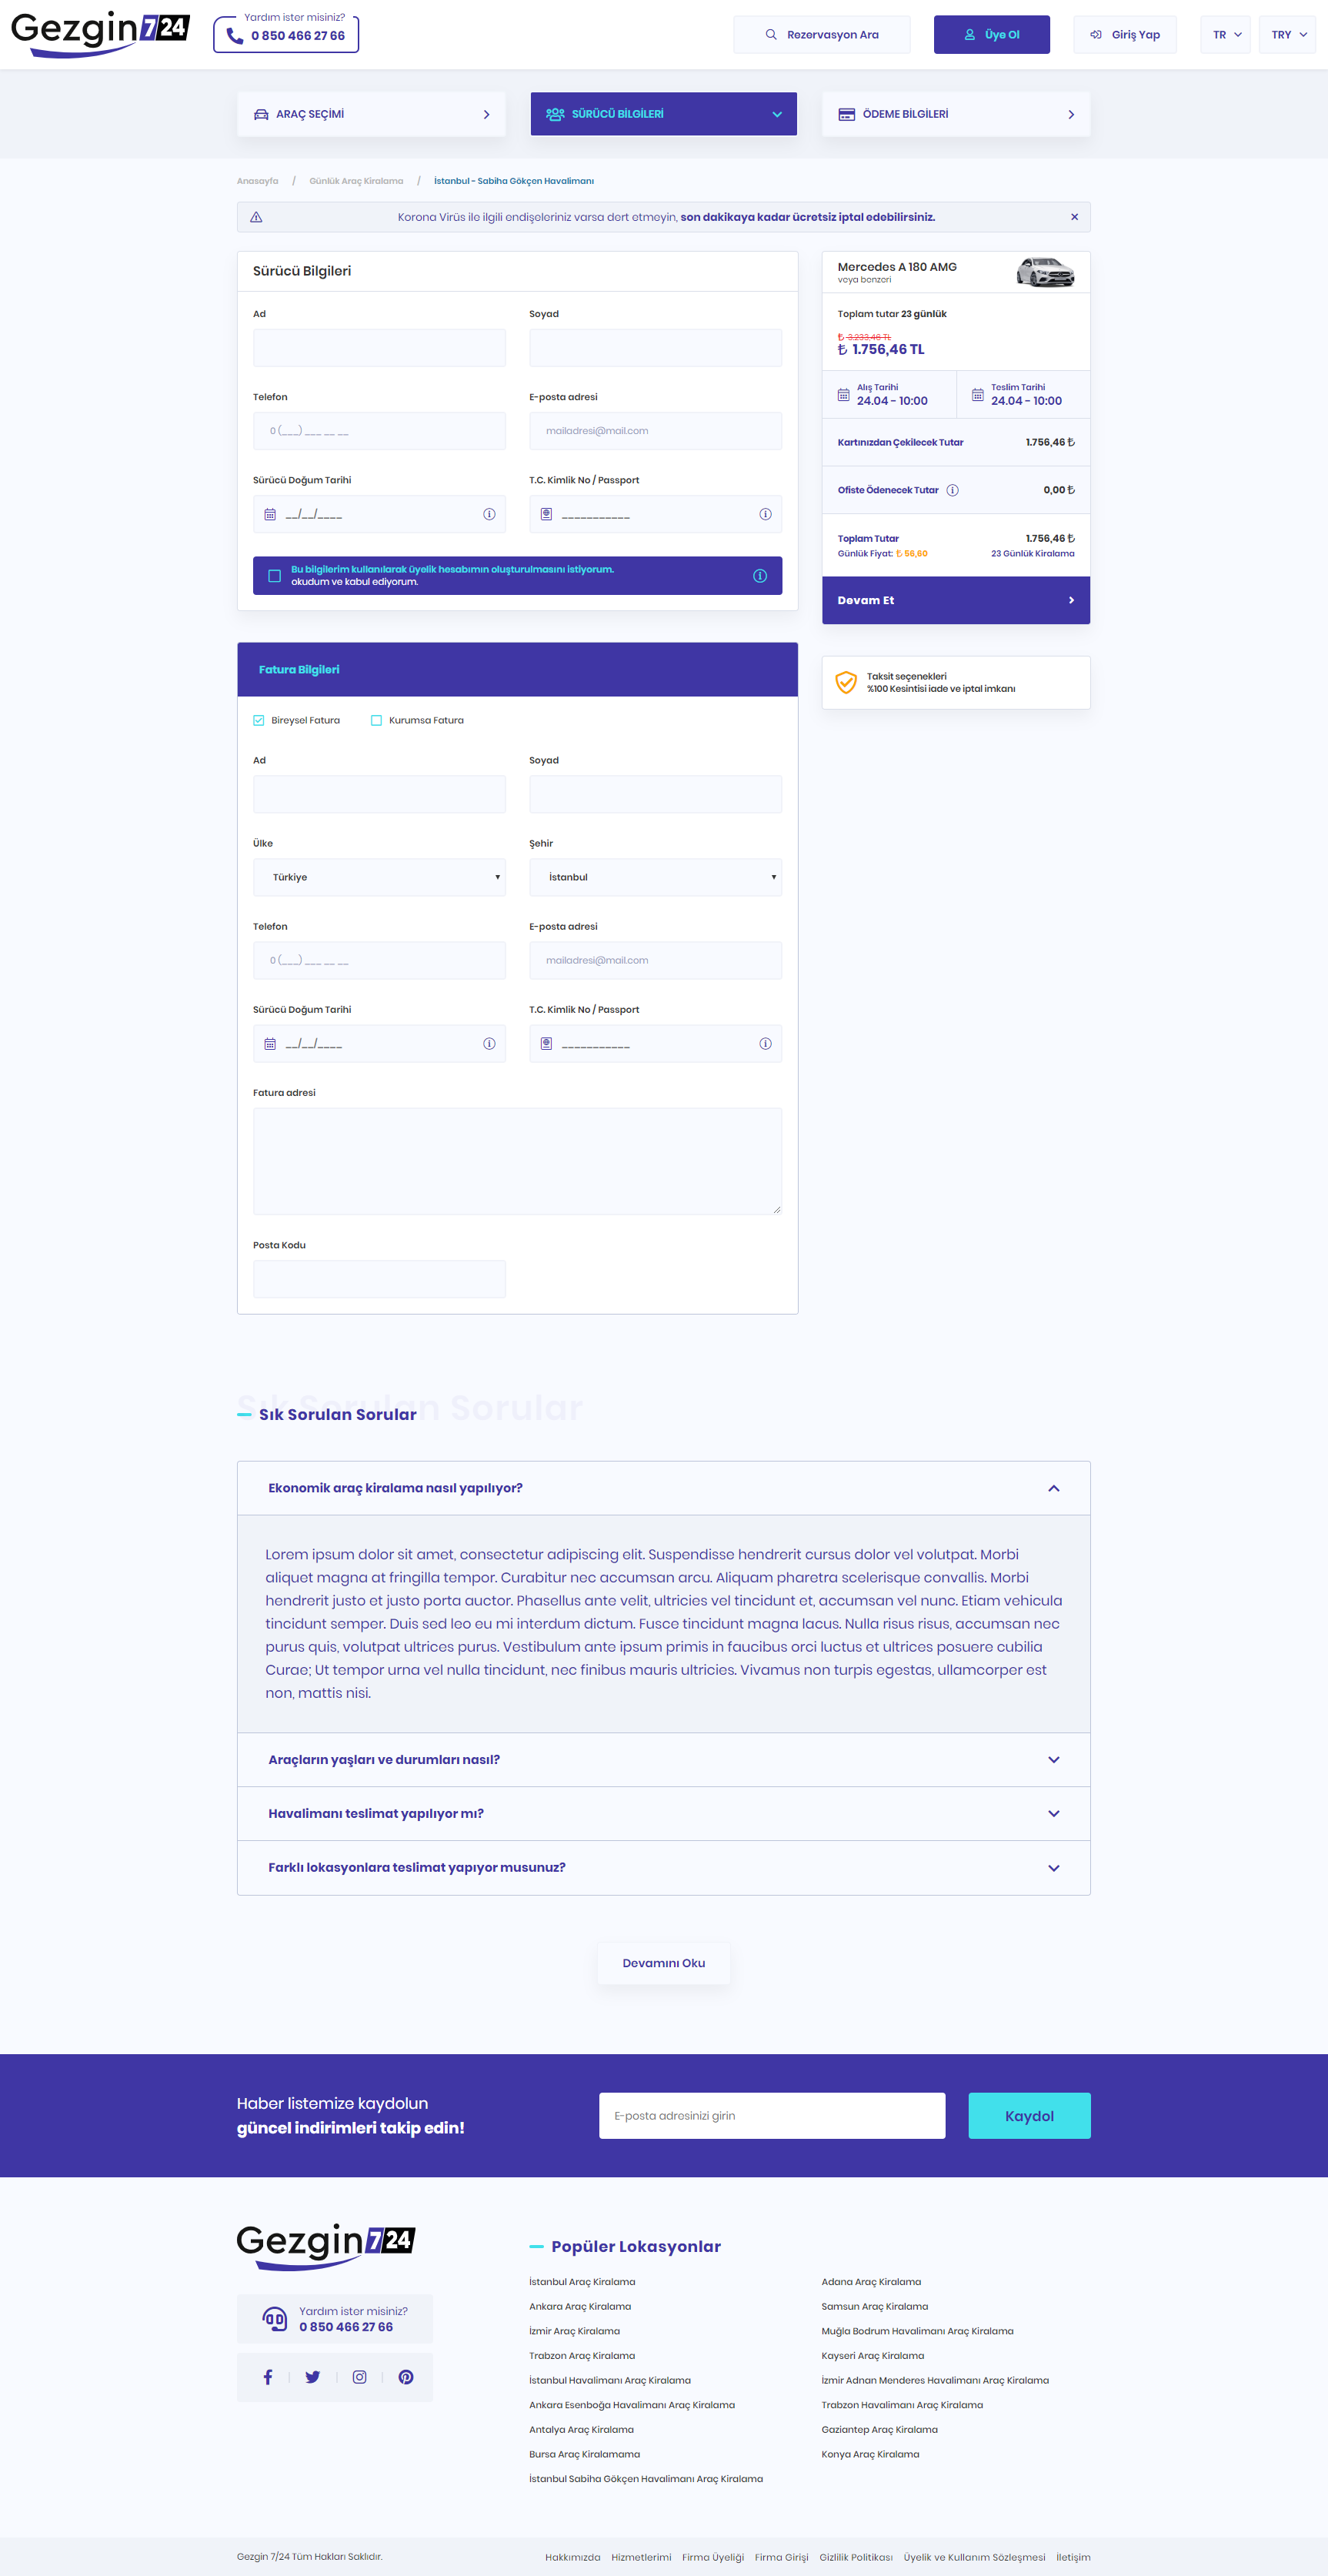 Gezgin 7/24
Yardım ister misiniz?
0 850 466 27 66
Rezervasyon Ara
Üye Ol
Giriş Yap
TR
TRY
ARAÇ SEÇİMİ
SÜRÜCÜ BİLGİLERİ
ÖDEME BİLGİLERİ
Anasayfa / Günlük Araç Kiralama / İstanbul - Sabiha Gökçen Havalimanı
Korona Virüs ile ilgili endişeleriniz varsa dert etmeyin, son dakikaya kadar ücretsiz iptal edebilirsiniz.
Sürücü Bilgileri
Ad
Soyad
Telefon
E-posta adresi
0 (___) ___ __ __
mailadresi@mail.com
Sürücü Doğum Tarihi
T.C. Kimlik No / Passport
__/__/____
___________
Bu bilgilerim kullanılarak üyelik hesabımın oluşturulmasını istiyorum.
okudum ve kabul ediyorum.
Mercedes A 180 AMG
veya benzeri
Toplam tutar 23 günlük
₺ 3.233,46 TL
₺ 1.756,46 TL
Alış Tarihi
24.04 - 10:00
Teslim Tarihi
24.04 - 10:00
Kartınızdan Çekilecek Tutar
1.756,46 ₺
Ofiste Ödenecek Tutar
0,00 ₺
Toplam Tutar
1.756,46 ₺
Günlük Fiyat: ₺ 56,60
23 Günlük Kiralama
Devam Et
Taksit seçenekleri
%100 Kesintisi iade ve iptal imkanı
Fatura Bilgileri
Bireysel Fatura
Kurumsa Fatura
Ad
Soyad
Ülke
Şehir
Türkiye
İstanbul
Telefon
E-posta adresi
0 (___) ___ __ __
mailadresi@mail.com
Sürücü Doğum Tarihi
T.C. Kimlik No / Passport
__/__/____
___________
Fatura adresi
Posta Kodu
Sık Sorulan Sorular
Sık Sorulan Sorular
Ekonomik araç kiralama nasıl yapılıyor?
Lorem ipsum dolor sit amet, consectetur adipiscing elit. Suspendisse hendrerit cursus dolor vel volutpat. Morbi
aliquet magna at fringilla tempor. Curabitur nec accumsan arcu. Aliquam pharetra scelerisque convallis. Morbi
hendrerit justo et justo porta auctor. Phasellus ante velit, ultricies vel tincidunt et, accumsan vel nunc. Etiam vehicula
tincidunt semper. Duis sed leo eu mi interdum dictum. Fusce tincidunt magna lacus. Nulla risus risus, accumsan nec
purus quis, volutpat ultrices purus. Vestibulum ante ipsum primis in faucibus orci luctus et ultrices posuere cubilia
Curae; Ut tempor urna vel nulla tincidunt, nec finibus mauris ultricies. Vivamus non turpis egestas, ullamcorper est
non, mattis nisi.
Araçların yaşları ve durumları nasıl?
Havalimanı teslimat yapılıyor mı?
Farklı lokasyonlara teslimat yapıyor musunuz?
Devamını Oku
Haber listemize kaydolun
güncel indirimleri takip edin!
E-posta adresinizi girin
Kaydol
Gezgin 7/24
Yardım ister misiniz?
0 850 466 27 66
Popüler Lokasyonlar
İstanbul Araç Kiralama
Ankara Araç Kiralama
İzmir Araç Kiralama
Trabzon Araç Kiralama
İstanbul Havalimanı Araç Kiralama
Ankara Esenboğa Havalimanı Araç Kiralama
Antalya Araç Kiralama
Bursa Araç Kiralamama
İstanbul Sabiha Gökçen Havalimanı Araç Kiralama
Adana Araç Kiralama
Samsun Araç Kiralama
Muğla Bodrum Havalimanı Araç Kiralama
Kayseri Araç Kiralama
İzmir Adnan Menderes Havalimanı Araç Kiralama
Trabzon Havalimanı Araç Kiralama
Gaziantep Araç Kiralama
Konya Araç Kiralama
Gezgin 7/24 Tüm Hakları Saklıdır.
Hakkımızda Hizmetlerimi Firma Üyeliği Firma Girişi Gizlilik Politikası Üyelik ve Kullanım Sözleşmesi İletişim